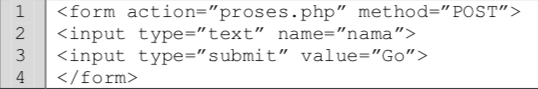 1 <form action=”proses.php” method=”POST”>
2 <input type=”text” name=”nama”>
3 <input type=”submit” value=”Go”>
4 </form>